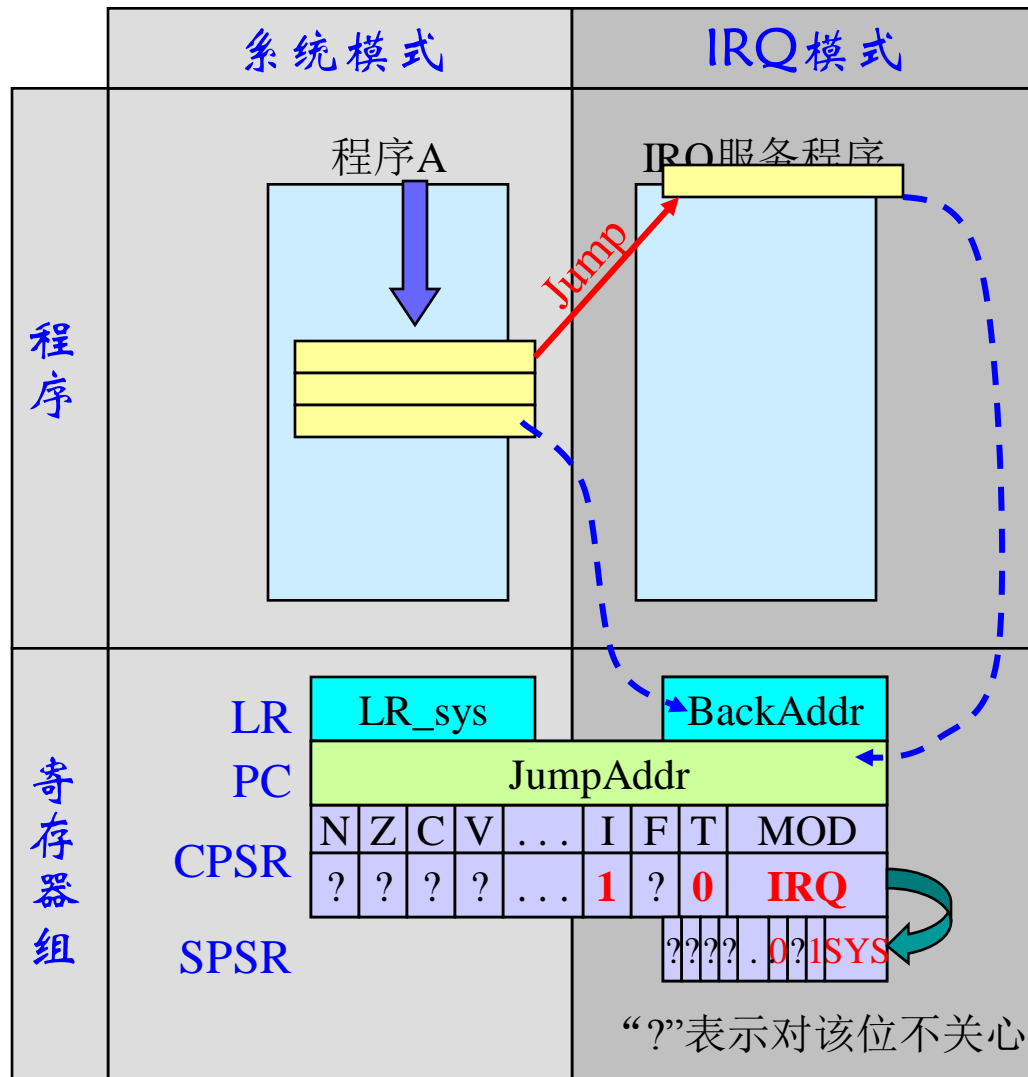 系统模式
IRQ模式
程序
程序A
IRQ服务程序
Jump
寄存器组
LR
LR_sys
BackAddr
PC
JumpAddr
CPSR
N Z C V ... I F T MOD
? ? ? ? ... 1 ? 0 IRQ
SPSR
? ? ? ? . 0 ? 1 SYS
“?”表示对该位不关心